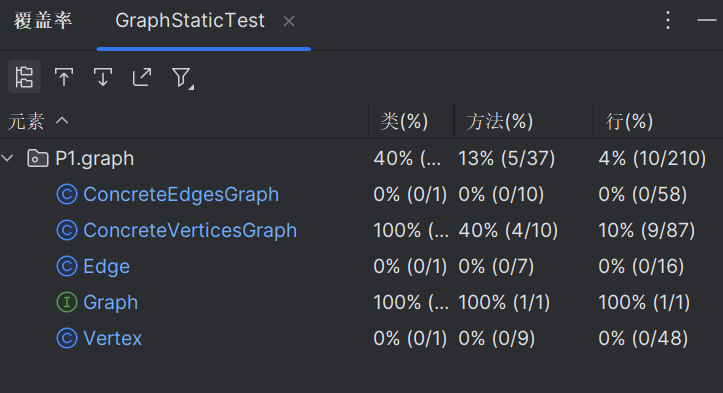 覆盖率 GraphStaticTest
元素 类(%) 方法(%) 行(%)
P1.graph 40% (... 13% (5/37) 4% (10/210)
ConcreteEdgesGraph 0% (0/1) 0% (0/10) 0% (0/58)
ConcreteVerticesGraph 100% (... 40% (4/10) 10% (9/87)
Edge 0% (0/1) 0% (0/7) 0% (0/16)
Graph 100% (... 100% (1/1) 100% (1/1)
Vertex 0% (0/1) 0% (0/9) 0% (0/48)